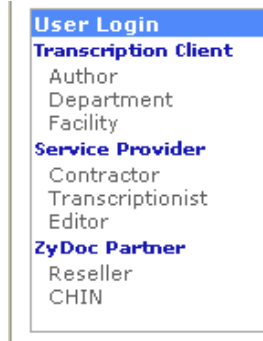 User Login
Transcription Client
Author
Department
Facility
Service Provider
Contractor
Transcriptionist
Editor
ZyDoc Partner
Reseller
CHIN